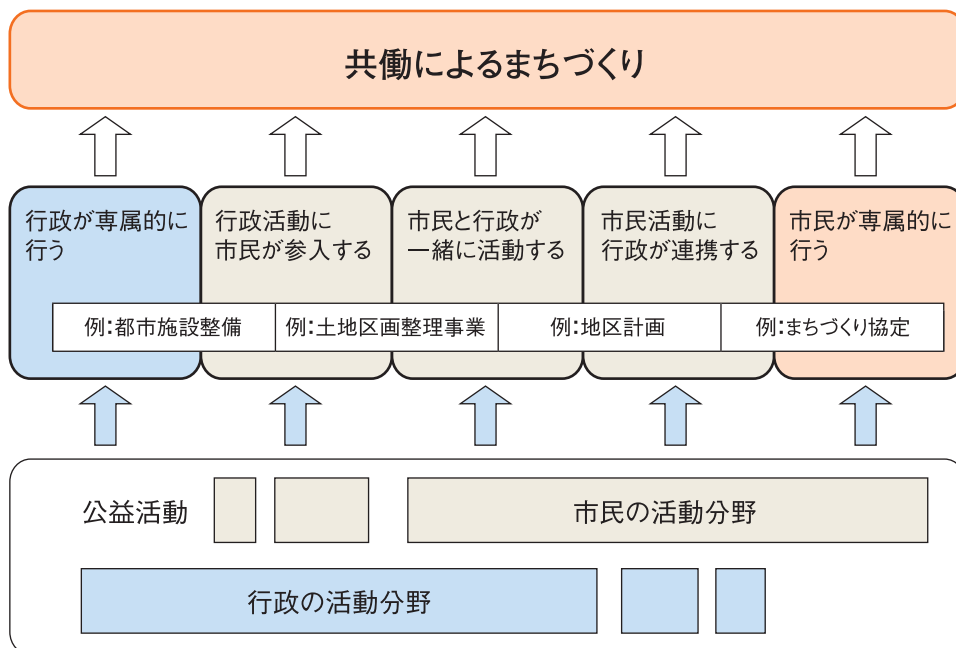 共働によるまちづくり
行政が専属的に
行う
行政活動に
市民が参入する
市民と行政が
一緒に活動する
市民活動に
行政が連携する
市民が専属的に
行う
例：都市施設整備
例：土地区画整理事業
例：地区計画
例：まちづくり協定
公益活動
市民の活動分野
行政の活動分野